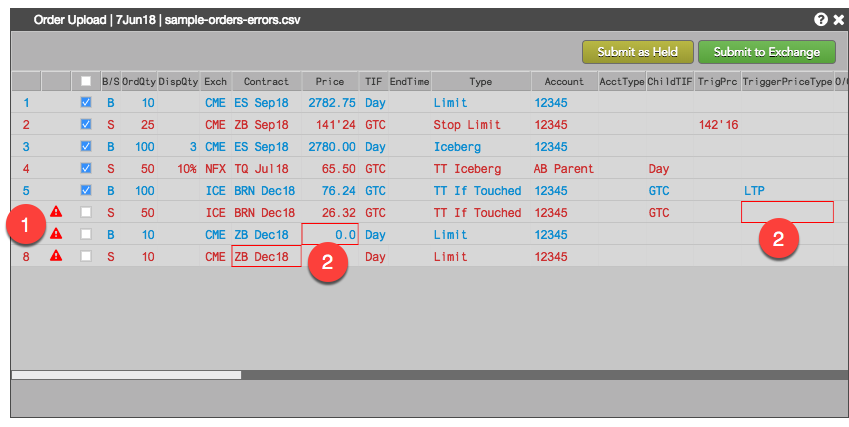 Order Upload | 7Jun18 | sample-orders-errors.csv ?
Submit as Held Submit to Exchange
B/S OrdQty DispQty Exch Contract Price TIF EndTime Type Account AcctType ChildTIF TrigPrc TriggerPriceType
1 B 10 CME ES Sep18 2782.75 Day Limit 12345
2 S 25 CME ZB Sep18 141'24 GTC Stop Limit 12345 142'16
3 B 100 3 CME ES Sep18 2780.00 Day Iceberg 12345
4 S 50 10% NFX TQ Jul18 65.50 GTC TT Iceberg AB Parent Day
5 B 100 ICE BRN Dec18 76.24 GTC TT If Touched 12345 GTC LTP
S 50 ICE BRN Dec18 26.32 GTC TT If Touched 12345 GTC
1
B 10 CME ZB Dec18 0.0 Day Limit 12345
2
8 S 10 CME ZB Dec18 Day Limit 12345
2